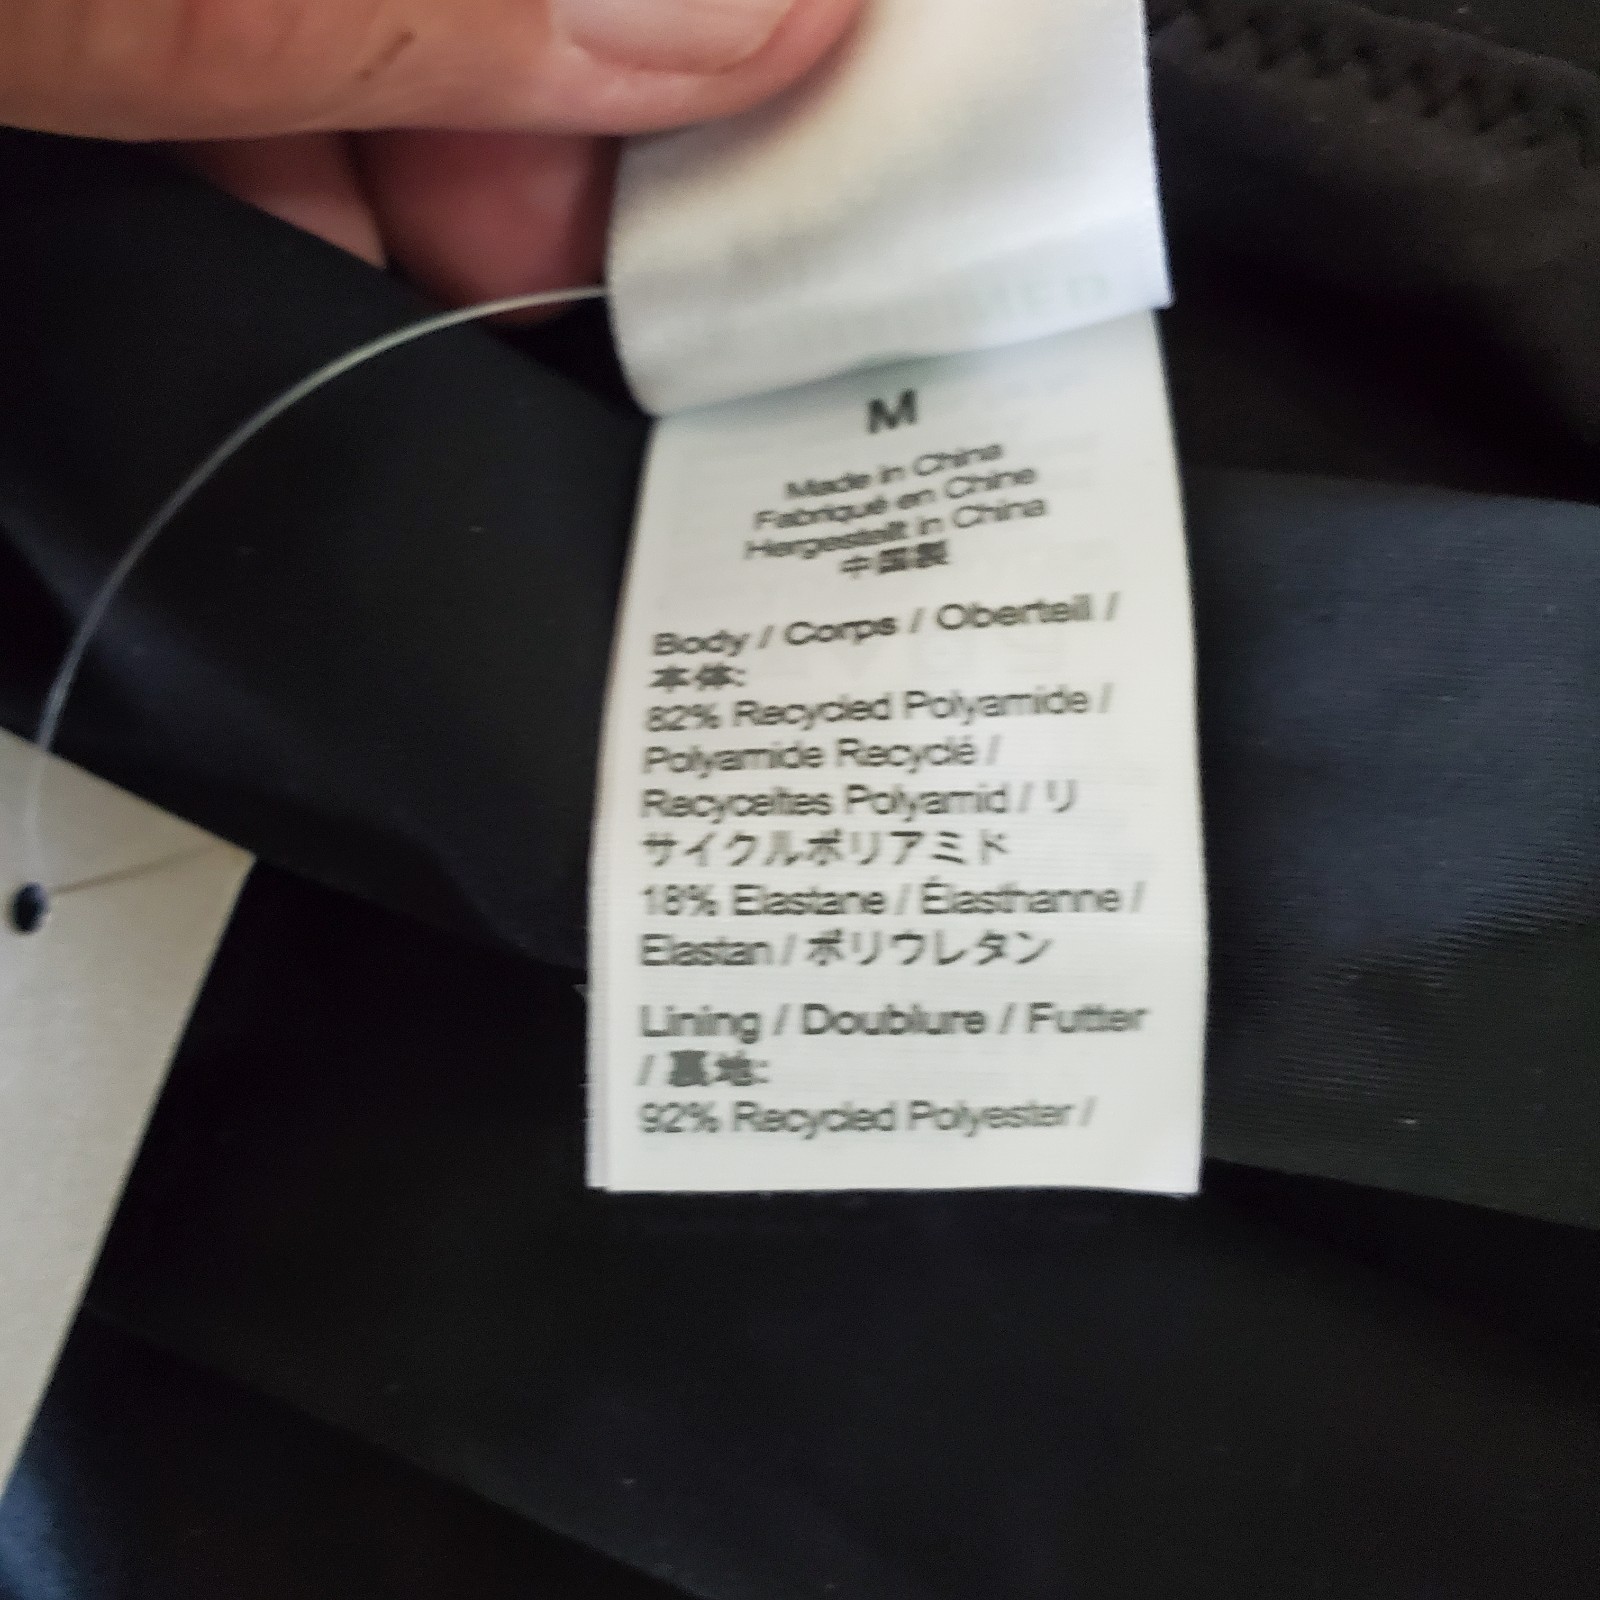 M
Made in China
Fabriqué en Chine
Hergestellt in China
中国製
Body / Corps / Oberteil /
本体:
82% Recycled Polyamide /
Polyamide Recyclé /
Recyceltes Polyamid / リ
サイクルポリアミド
18% Elastane / Élasthanne /
Elastan / ポリウレタン
Lining / Doublure / Futter
/ 裏地:
92% Recycled Polyester /